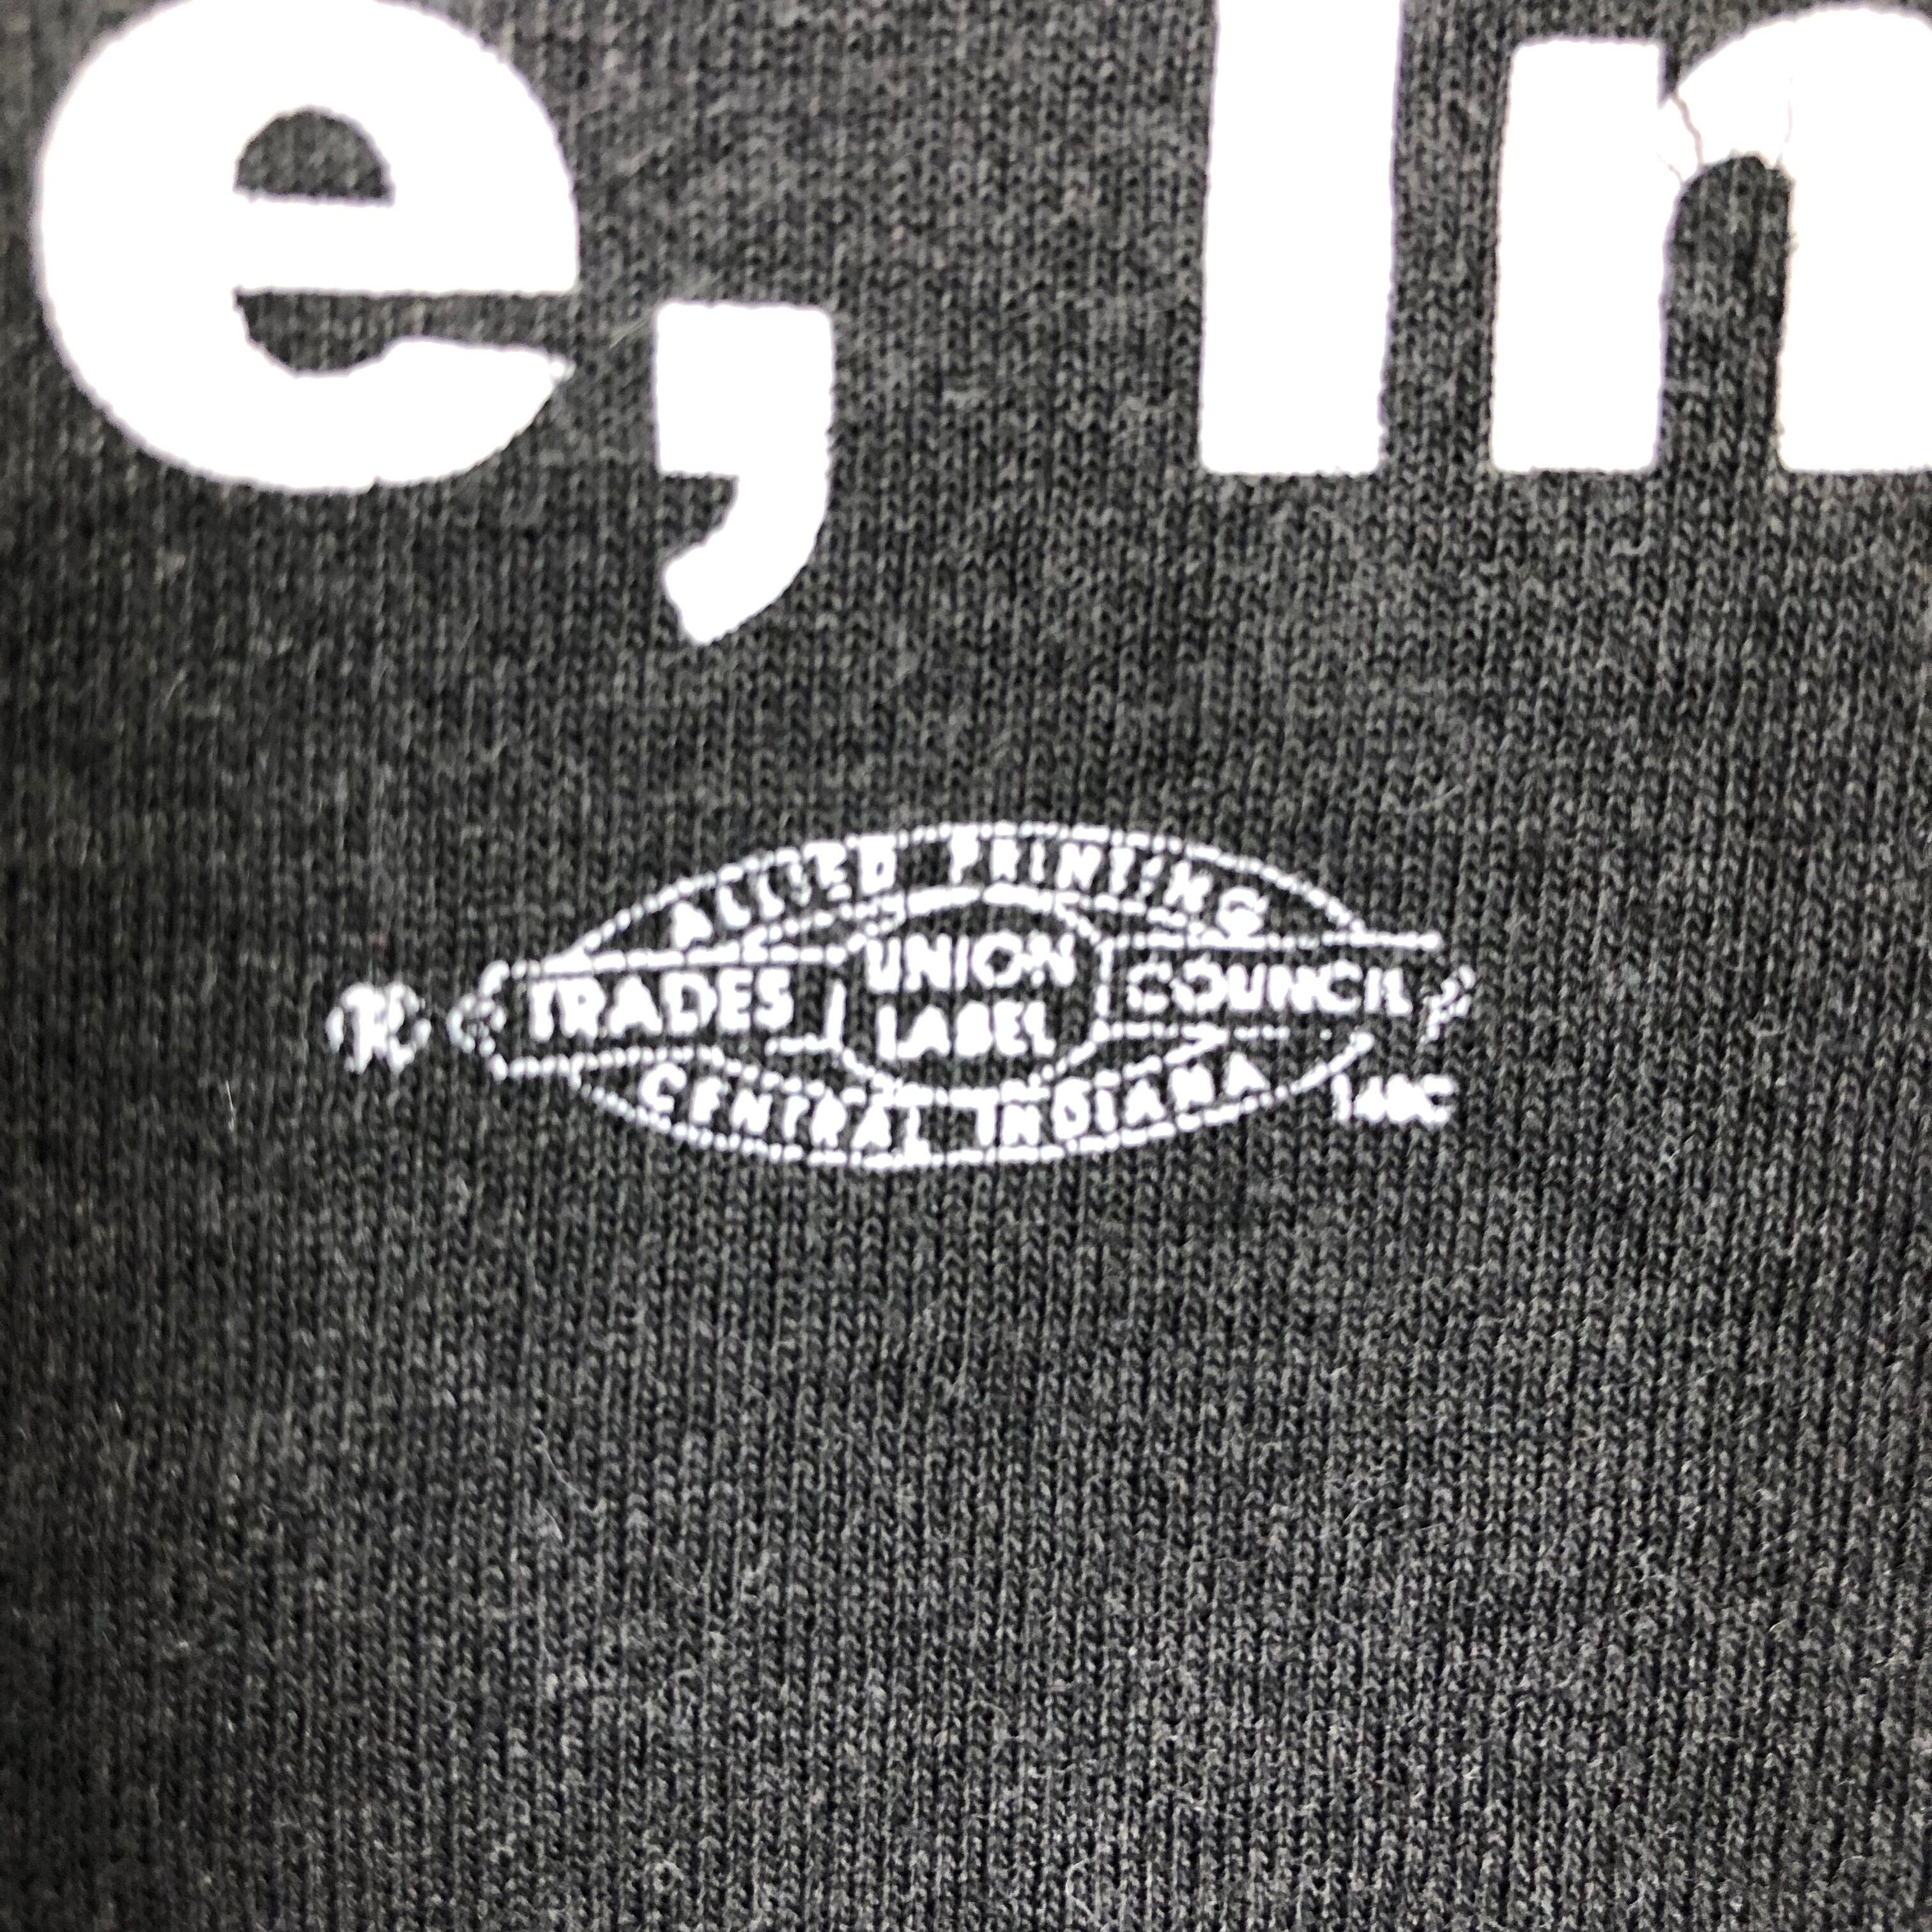 e, In
ALLIED PRINTING
TRADES UNION LABEL COUNCIL
CENTRAL INDIANA